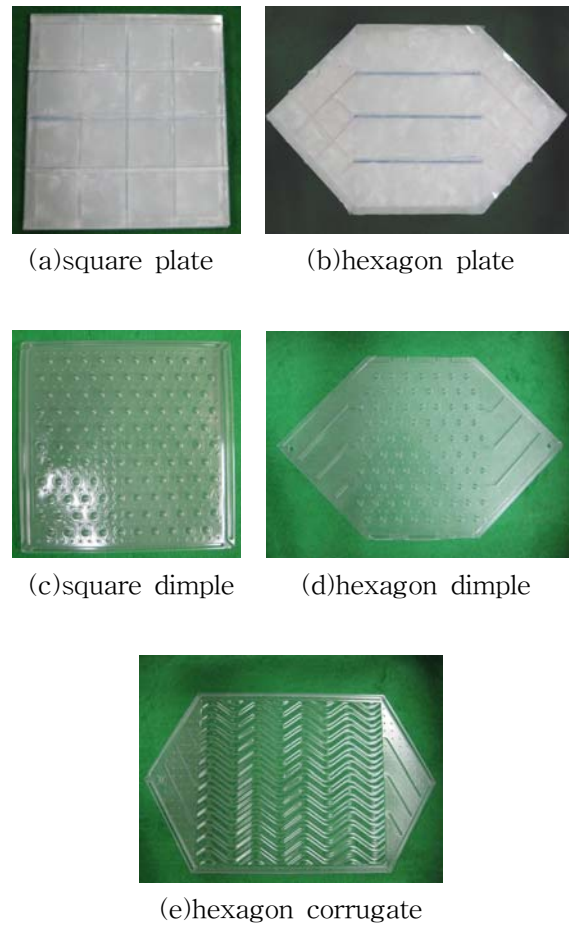 (a)square plate
(b)hexagon plate
(c)square dimple
(d)hexagon dimple
(e)hexagon corrugate